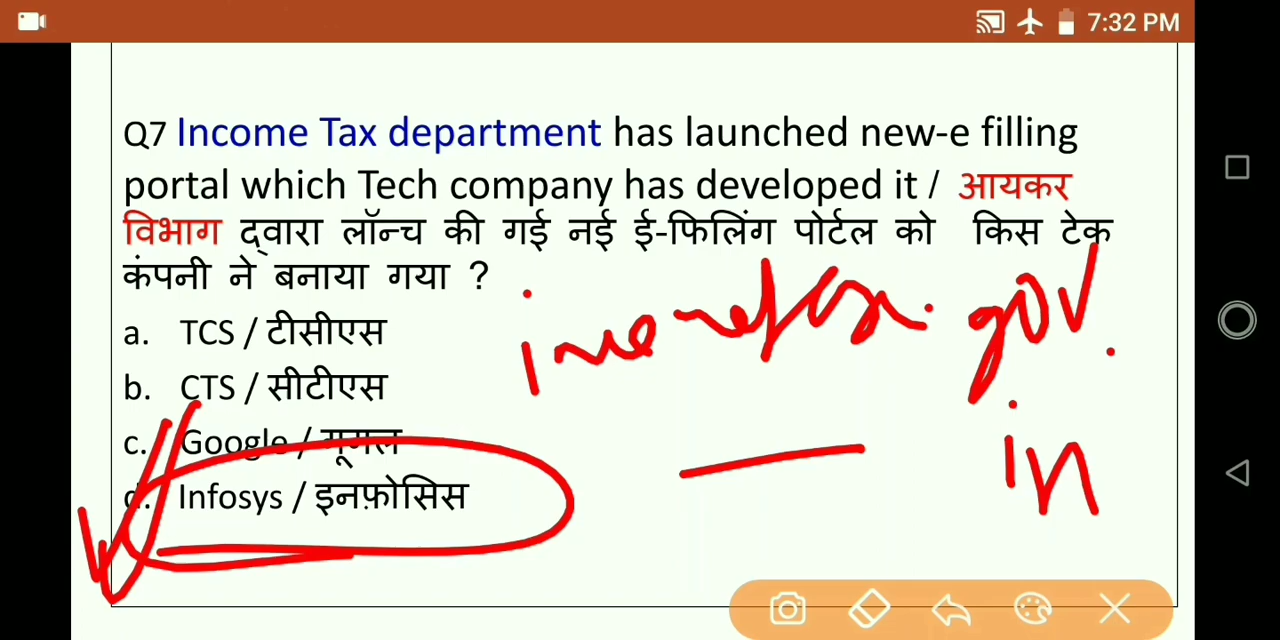 7:32 PM
Q7 Income Tax department has launched new-e filling
portal which Tech company has developed it / आयकर
विभाग द्वारा लॉन्च की गई नई ई-फिलिंग पोर्टल को किस टेक
कंपनी ने बनाया गया ?
a. TCS / टीसीएस
b. CTS / सीटीएस
c. Google / गूगल
d. Infosys / इनफ़ोसिस
. gov.
in